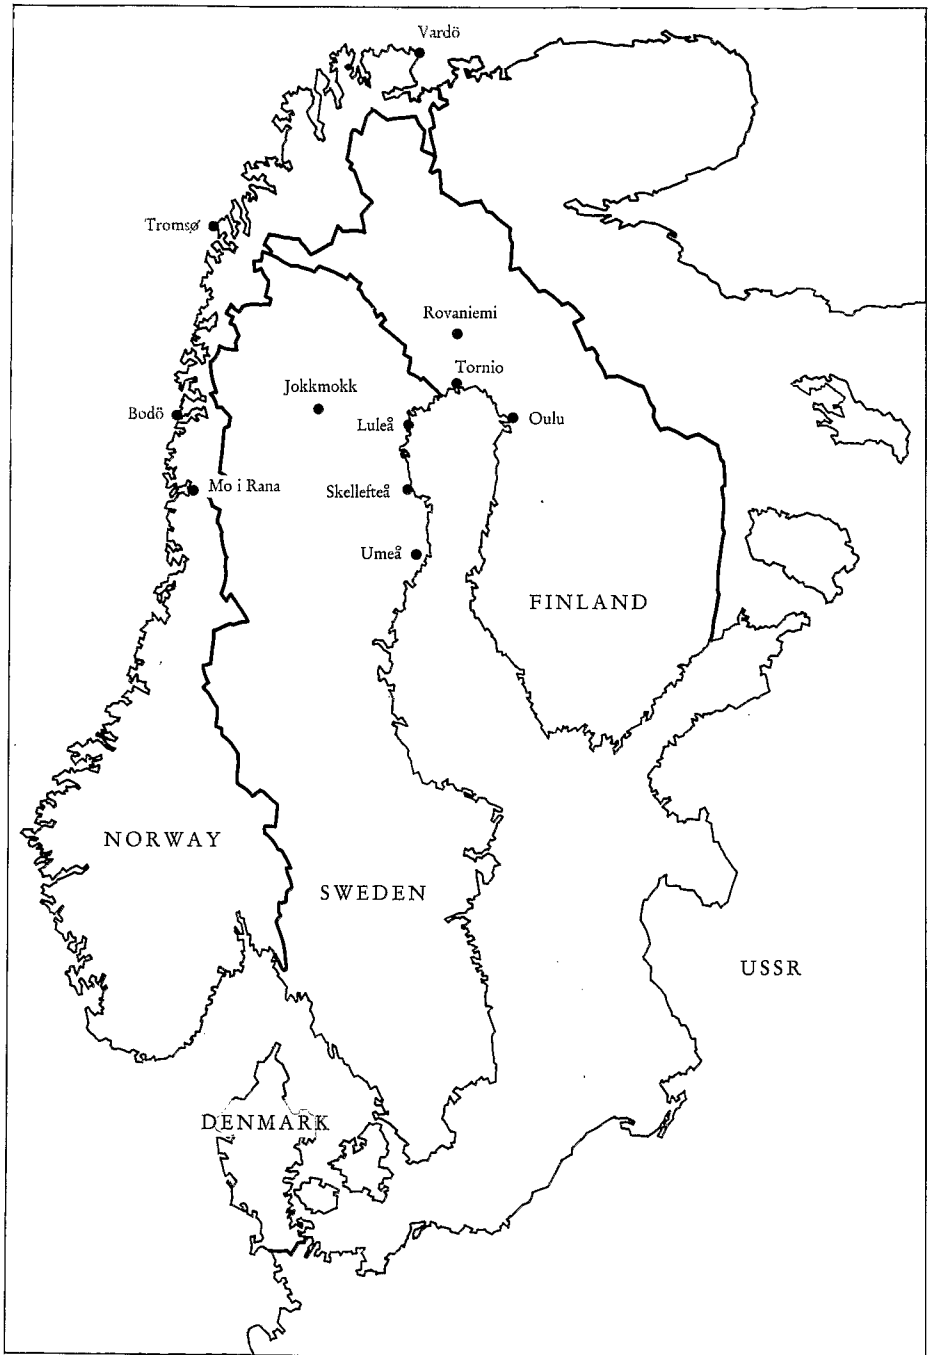 Vardö
Tromsø
Rovaniemi
Tornio
Jokkmokk
Bodö
Luleå
Oulu
Mo i Rana
Skellefteå
Umeå
FINLAND
NORWAY
SWEDEN
USSR
DENMARK